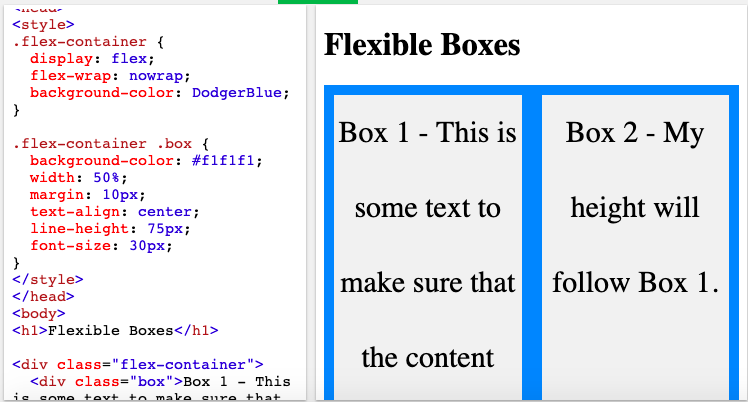 <head>
<style>
.flex-container {
  display: flex;
  flex-wrap: nowrap;
  background-color: DodgerBlue;
}

.flex-container .box {
  background-color: #f1f1f1;
  width: 50%;
  margin: 10px;
  text-align: center;
  line-height: 75px;
  font-size: 30px;
}
</style>
</head>
<body>
<h1>Flexible Boxes</h1>

<div class="flex-container">
  <div class="box">Box 1 - This
is some text to make sure that
Flexible Boxes
Box 1 - This is
some text to
make sure that
the content
Box 2 - My
height will
follow Box 1.